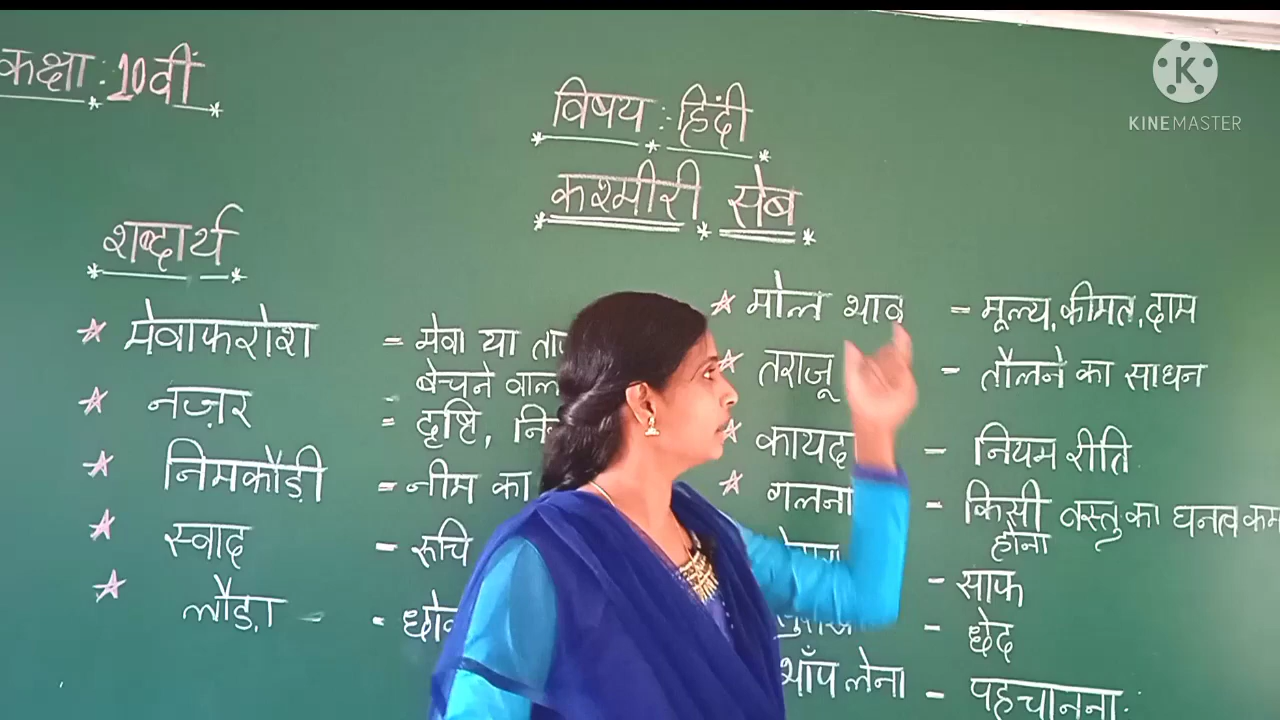 कक्षा : 10वीं
विषय : हिंदी
कश्मीरी सेब
शब्दार्थ
मेवाफरोश = मेवा या
बेचने
नज़र = दृष्टि,
निमकौड़ी = नीम का
स्वाद - रूचि
लौड़ा -
मोल भाव = मूल्य, कीमत, दाम
तराजू - तौलने का साधन
- नियम रीति
गलना - किसी वस्तु का घनत्व कम
होना
- साफ
- छेद
भाँप लेना - पहचानना
KINEMASTER